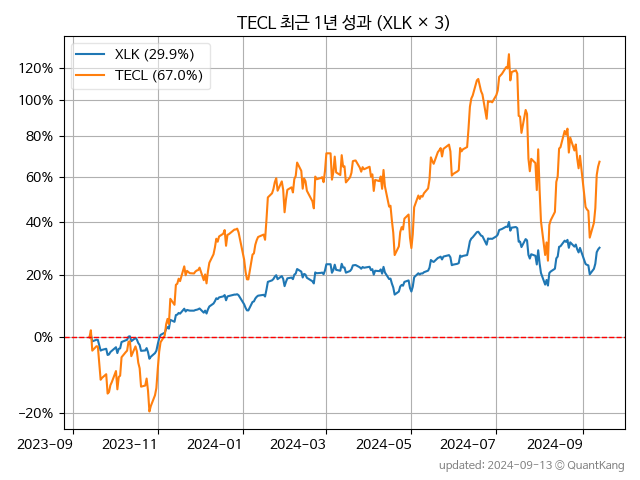 TECL 최근 1년 성과 (XLK × 3)
XLK (29.9%)
TECL (67.0%)
120%
100%
80%
60%
40%
20%
0%
−20%
2023−09 2023−11 2024−01 2024−03 2024−05 2024−07 2024−09
updated: 2024-09-13 © QuantKang